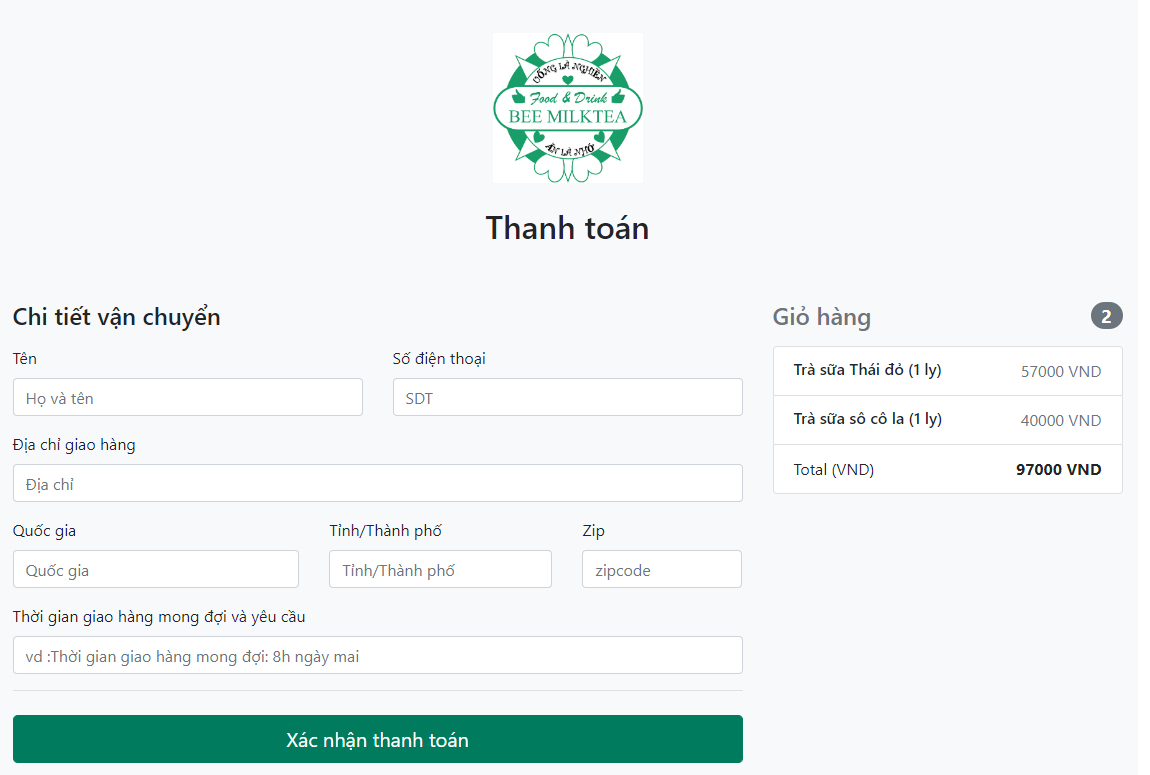 UỐNG LÀ NGHIỀN
Food & Drink
BEE MILKTEA
ĂN LÀ NHỚ
Thanh toán
Chi tiết vận chuyển
Tên
Số điện thoại
Họ và tên
SDT
Địa chỉ giao hàng
Địa chỉ
Quốc gia
Tỉnh/Thành phố
Zip
Quốc gia
Tỉnh/Thành phố
zipcode
Thời gian giao hàng mong đợi và yêu cầu
vd :Thời gian giao hàng mong đợi: 8h ngày mai
Xác nhận thanh toán
Giỏ hàng
2
Trà sữa Thái đỏ (1 ly)
57000 VND
Trà sữa sô cô la (1 ly)
40000 VND
Total (VND)
97000 VND